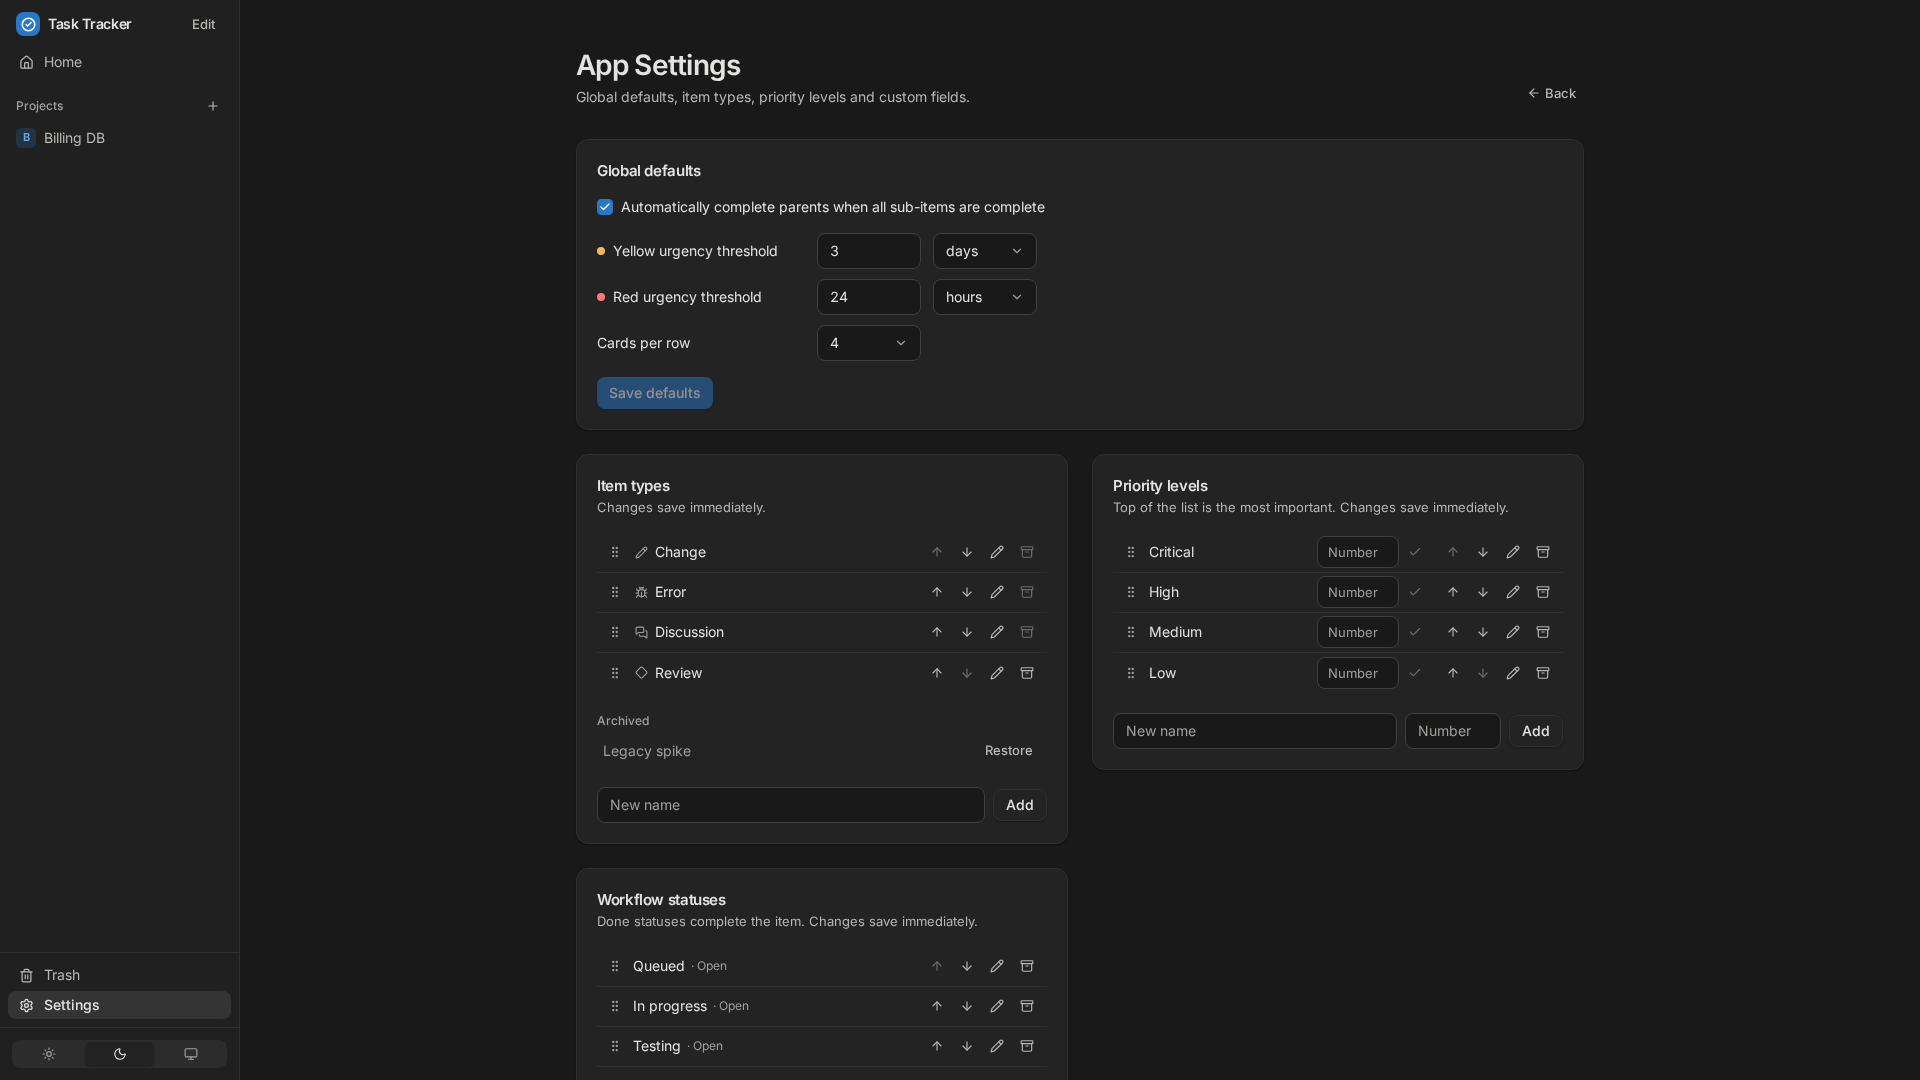 Task Tracker
Edit
Home
Projects
B
Billing DB
Trash
Settings
App Settings
Global defaults, item types, priority levels and custom fields.
Back
Global defaults
Automatically complete parents when all sub-items are complete
Yellow urgency threshold
3
days
Red urgency threshold
24
hours
Cards per row
4
Save defaults
Item types
Changes save immediately.
Change
Error
Discussion
Review
Archived
Legacy spike
Restore
New name
Add
Priority levels
Top of the list is the most important. Changes save immediately.
Critical
Number
High
Number
Medium
Number
Low
Number
New name
Number
Add
Workflow statuses
Done statuses complete the item. Changes save immediately.
Queued · Open
In progress · Open
Testing · Open